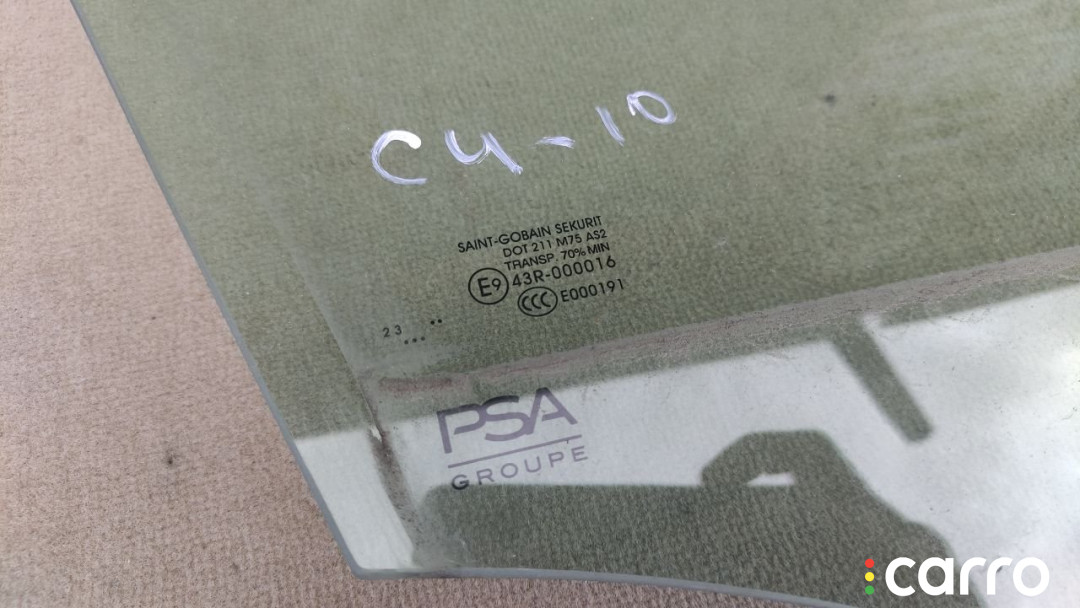 C4-10
SAINT-GOBAIN SEKURIT
DOT 211 M75 AS2
TRANSP. 70% MIN
E9 43R-000016
CCC E000191
23... ..
PSA
GROUPE
carro